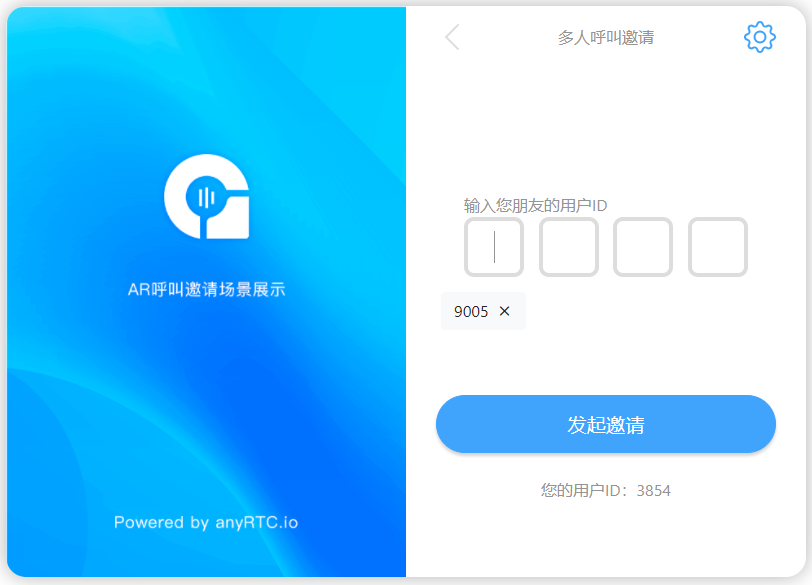 AR呼叫邀请场景展示
Powered by anyRTC.io
多人呼叫邀请
输入您朋友的用户ID
9005 ×
发起邀请
您的用户ID：3854